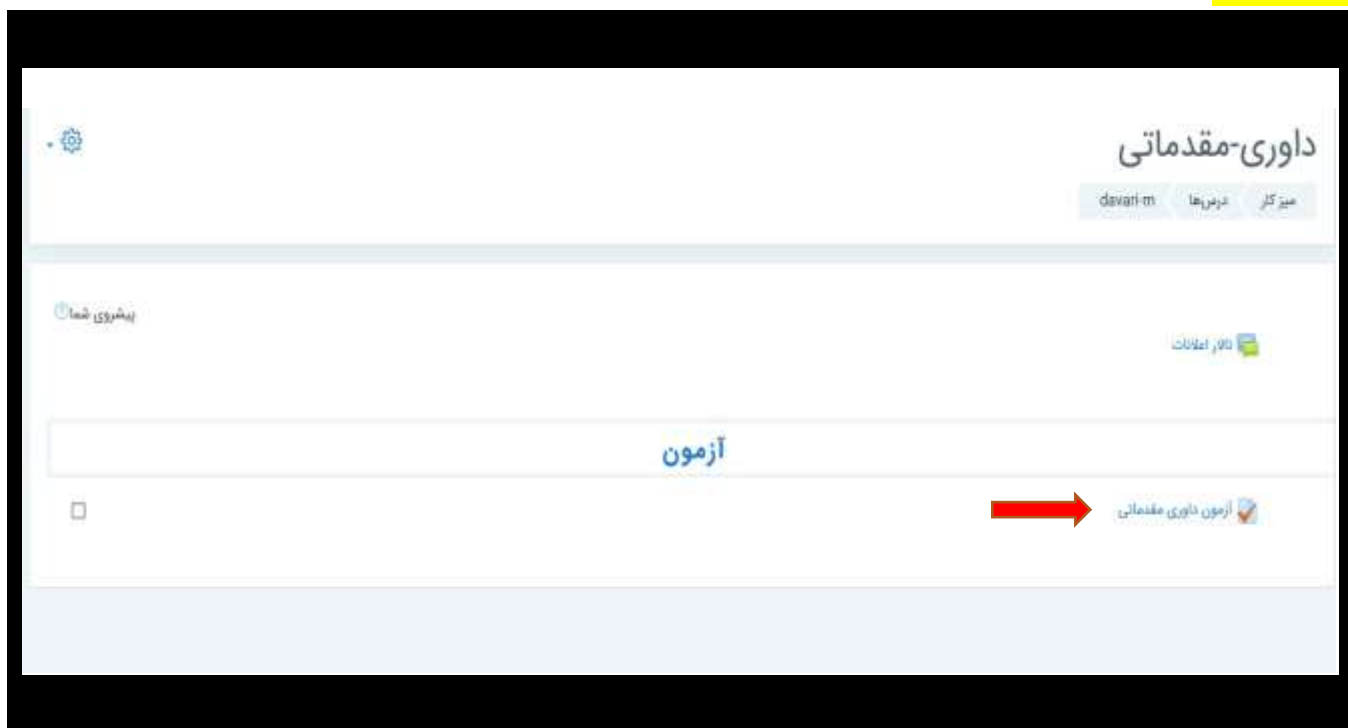 داوری-مقدماتی
میز کار درس‌ها davari-m
پیشروی شما
تالار اعلانات
آزمون
آزمون داوری مقدماتی